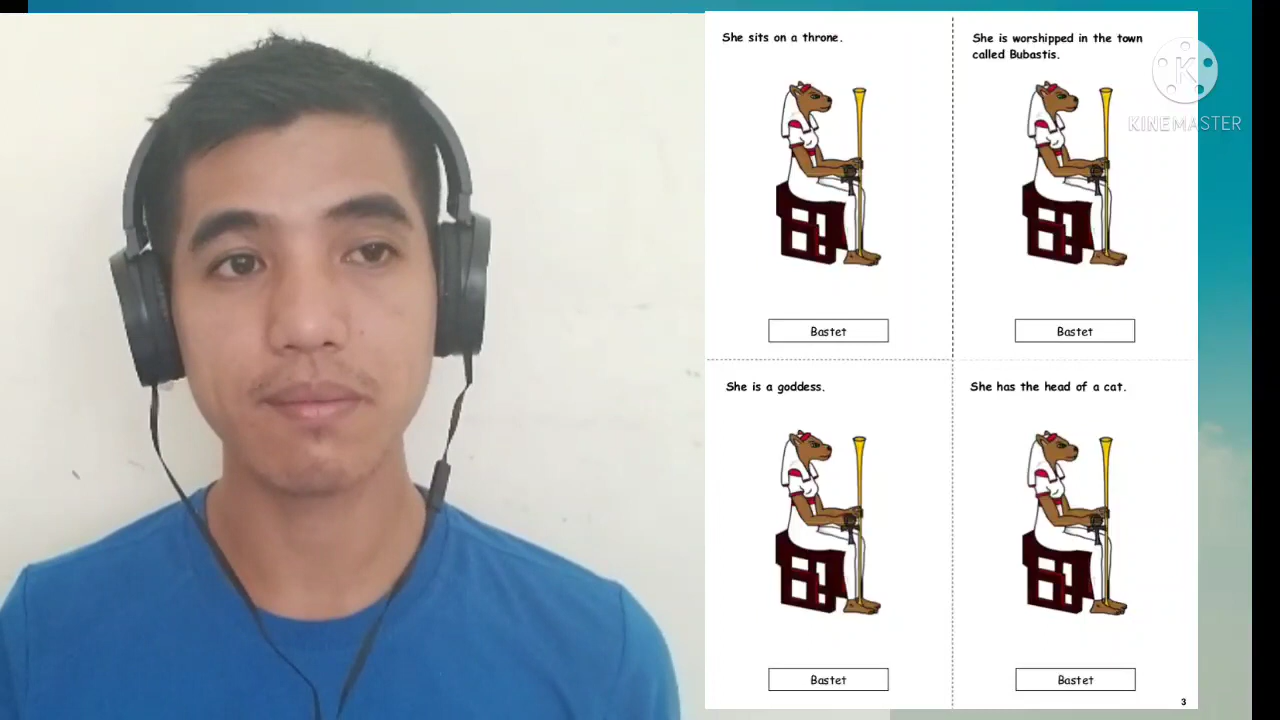 She sits on a throne.
She is worshipped in the town
called Bubastis.
K
KINEMASTER
Bastet
Bastet
She is a goddess.
She has the head of a cat.
Bastet
Bastet
3